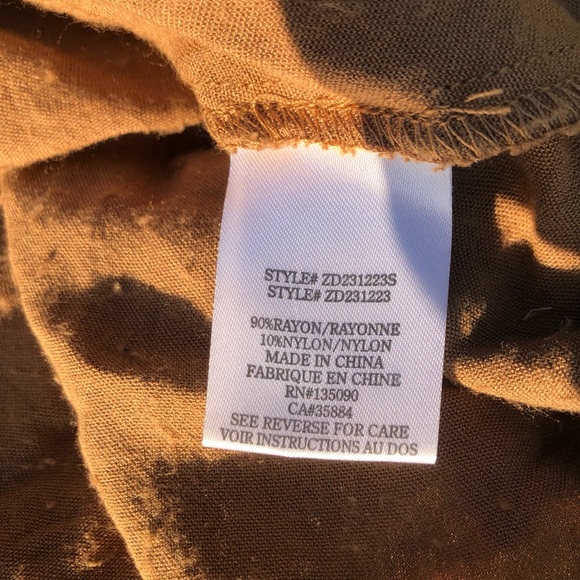 STYLE# ZD231223S
STYLE# ZD231223
90%RAYON/RAYONNE
10%NYLON/NYLON
MADE IN CHINA
FABRIQUE EN CHINE
RN#135090
CA#35884
SEE REVERSE FOR CARE
VOIR INSTRUCTIONS AU DOS